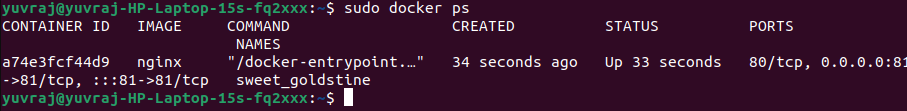 yuvraj@yuvraj-HP-Laptop-15s-fq2xxx:~$ sudo docker ps
CONTAINER ID   IMAGE     COMMAND                  CREATED          STATUS          PORTS
                         NAMES
a74e3fcf44d9   nginx     "/docker-entrypoint.…"   34 seconds ago   Up 33 seconds   80/tcp, 0.0.0.0:81
->81/tcp, :::81->81/tcp   sweet_goldstine
yuvraj@yuvraj-HP-Laptop-15s-fq2xxx:~$